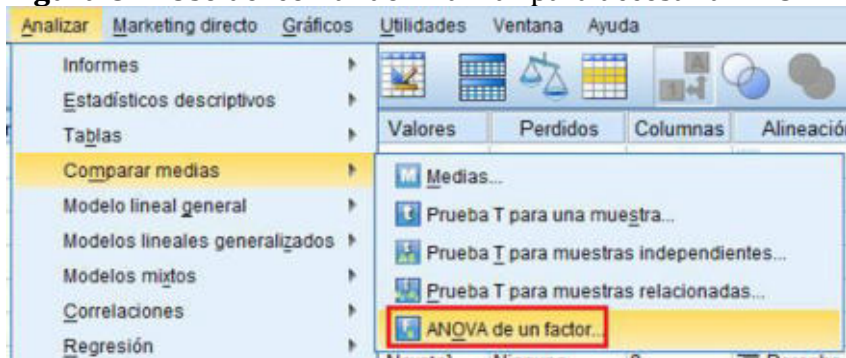 Analizar Marketing directo Gráficos Utilidades Ventana Ayuda
Informes
Estadísticos descriptivos
Tablas
Valores Perdidos Columnas Alineación
Comparar medias
Medias...
Modelo lineal general
Prueba T para una muestra...
Modelos lineales generalizados
Prueba T para muestras independientes...
Modelos mixtos
Prueba T para muestras relacionadas...
Correlaciones
ANOVA de un factor...
Regresión